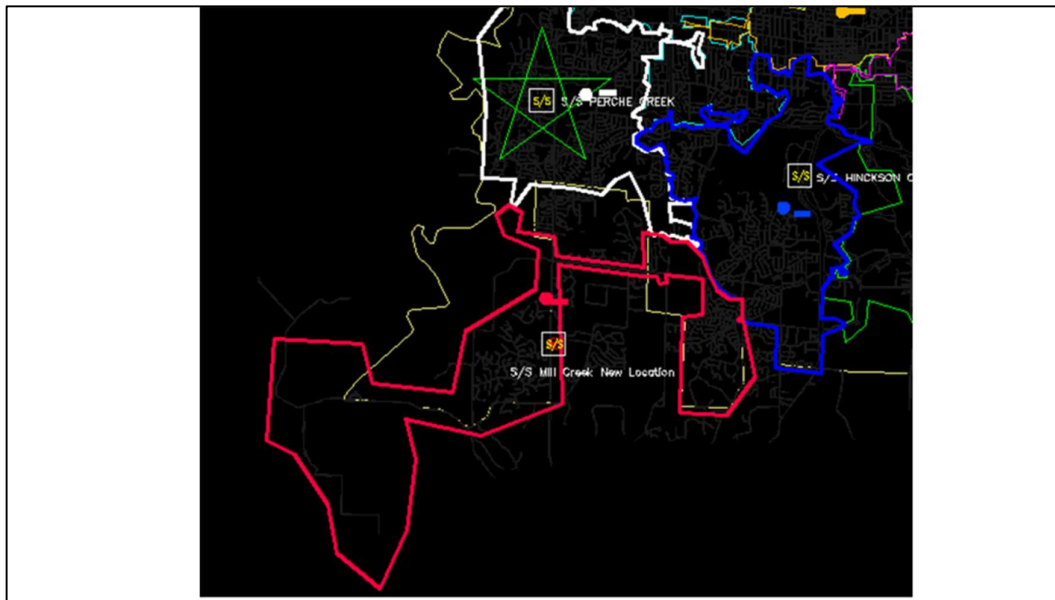 S/S S/S PERCHE CREEK
S/S S/S HINCKSON C
S/S
S/S Mill Creek New Location